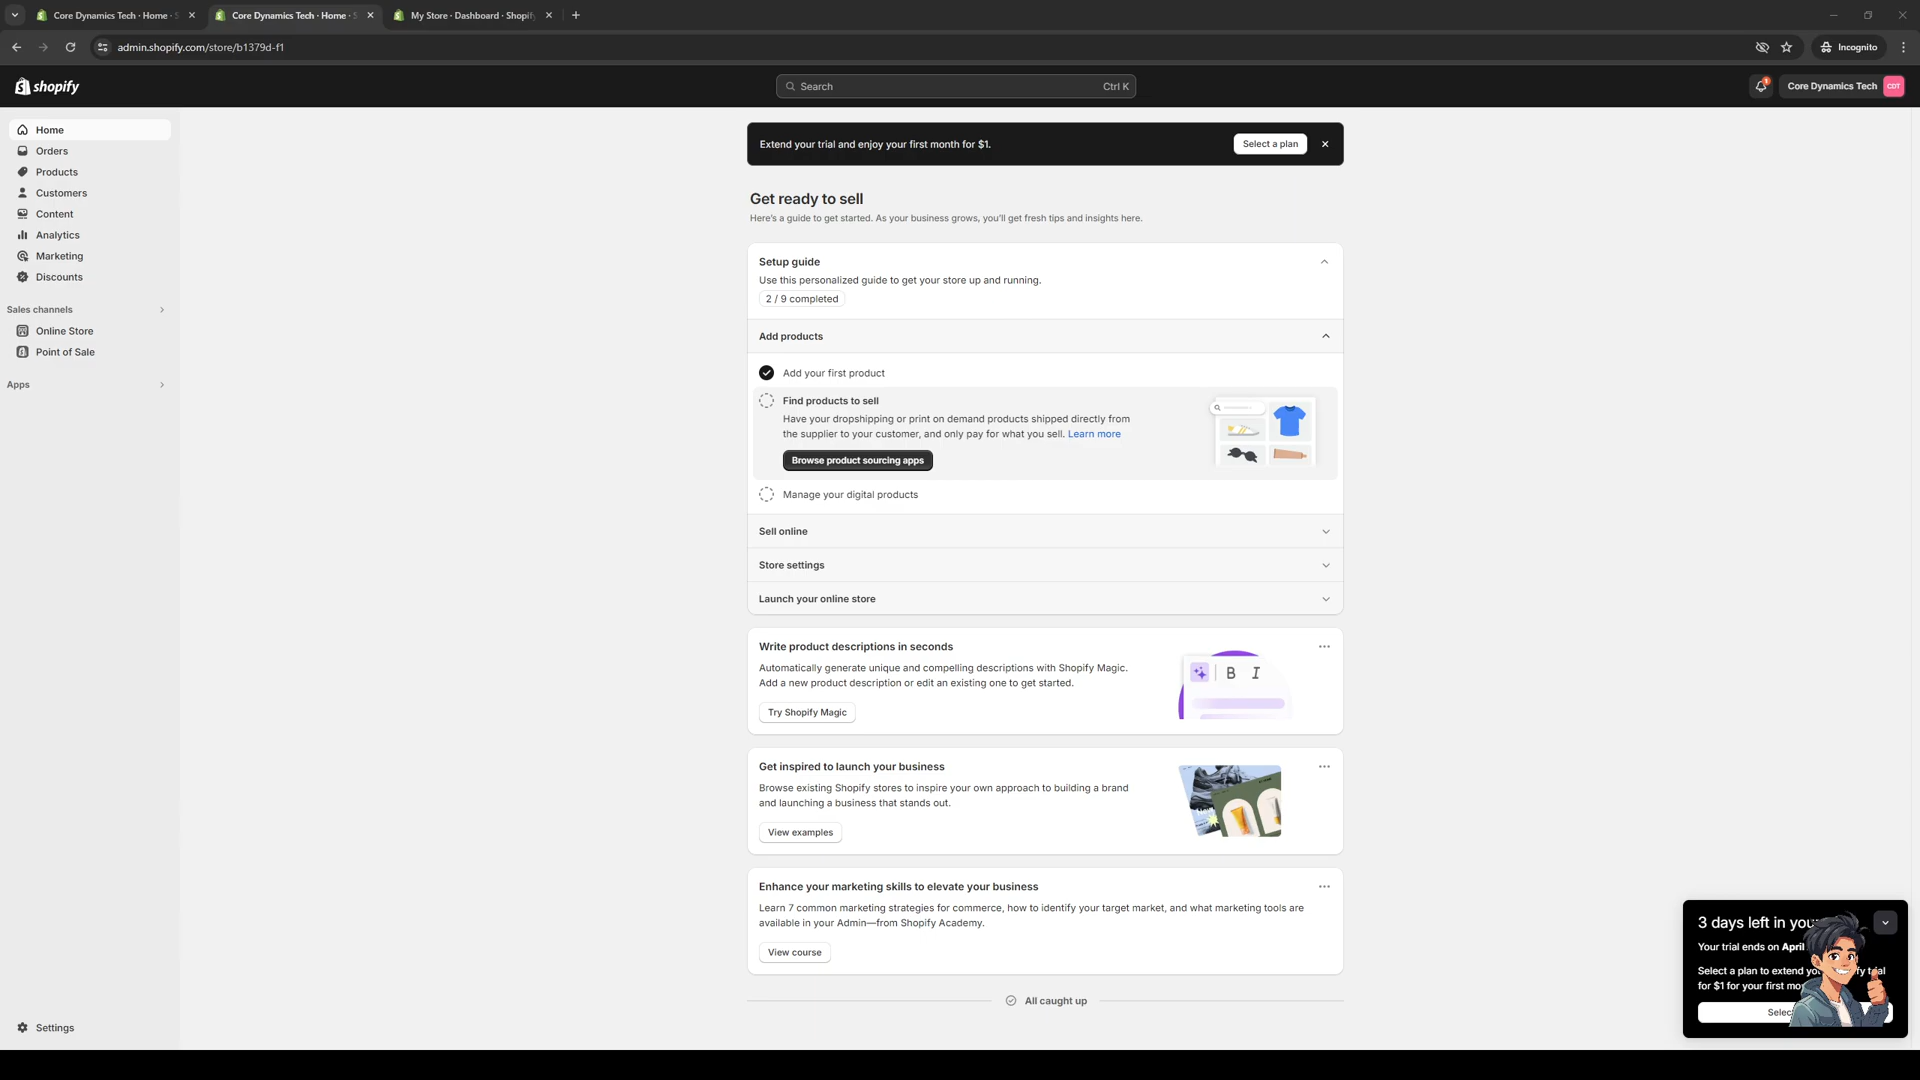 Core Dynamics Tech · Home ·
Core Dynamics Tech · Home ·
My Store · Dashboard · Shopify
admin.shopify.com/store/b1379d-f1
Incognito
shopify
Search
Ctrl K
1
Core Dynamics Tech
CDT
Home
Orders
Products
Customers
Content
Analytics
Marketing
Discounts
Sales channels
Online Store
Point of Sale
Apps
Settings
Extend your trial and enjoy your first month for $1.
Select a plan
Get ready to sell
Here's a guide to get started. As your business grows, you'll get fresh tips and insights here.
Setup guide
Use this personalized guide to get your store up and running.
2 / 9 completed
Add products
Add your first product
Find products to sell
Have your dropshipping or print on demand products shipped directly from
the supplier to your customer, and only pay for what you sell. Learn more
Browse product sourcing apps
Manage your digital products
Sell online
Store settings
Launch your online store
Write product descriptions in seconds
Automatically generate unique and compelling descriptions with Shopify Magic.
Add a new product description or edit an existing one to get started.
Try Shopify Magic
B I
Get inspired to launch your business
Browse existing Shopify stores to inspire your own approach to building a brand
and launching a business that stands out.
View examples
Enhance your marketing skills to elevate your business
Learn 7 common marketing strategies for commerce, how to identify your target market, and what marketing tools are
available in your Admin—from Shopify Academy.
View course
All caught up
3 days left in
Your trial ends on April
Select a plan to extend
for $1 for your first